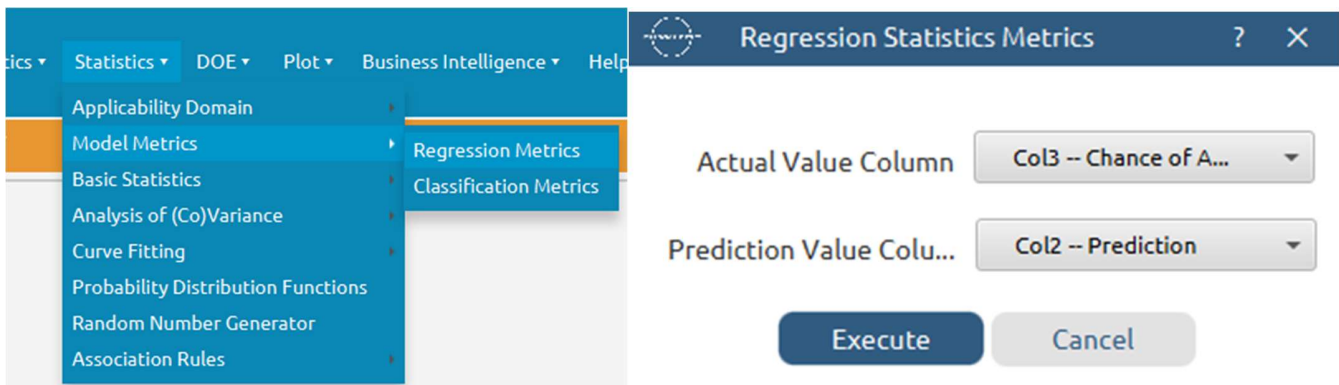 tics ▾ Statistics ▾ DOE ▾ Plot ▾ Business Intelligence ▾ Help
Applicability Domain
Model Metrics
Regression Metrics
Classification Metrics
Basic Statistics
Analysis of (Co)Variance
Curve Fitting
Probability Distribution Functions
Random Number Generator
Association Rules
Regression Statistics Metrics ? ×
Actual Value Column Col3 -- Chance of A...
Prediction Value Colu... Col2 -- Prediction
Execute Cancel